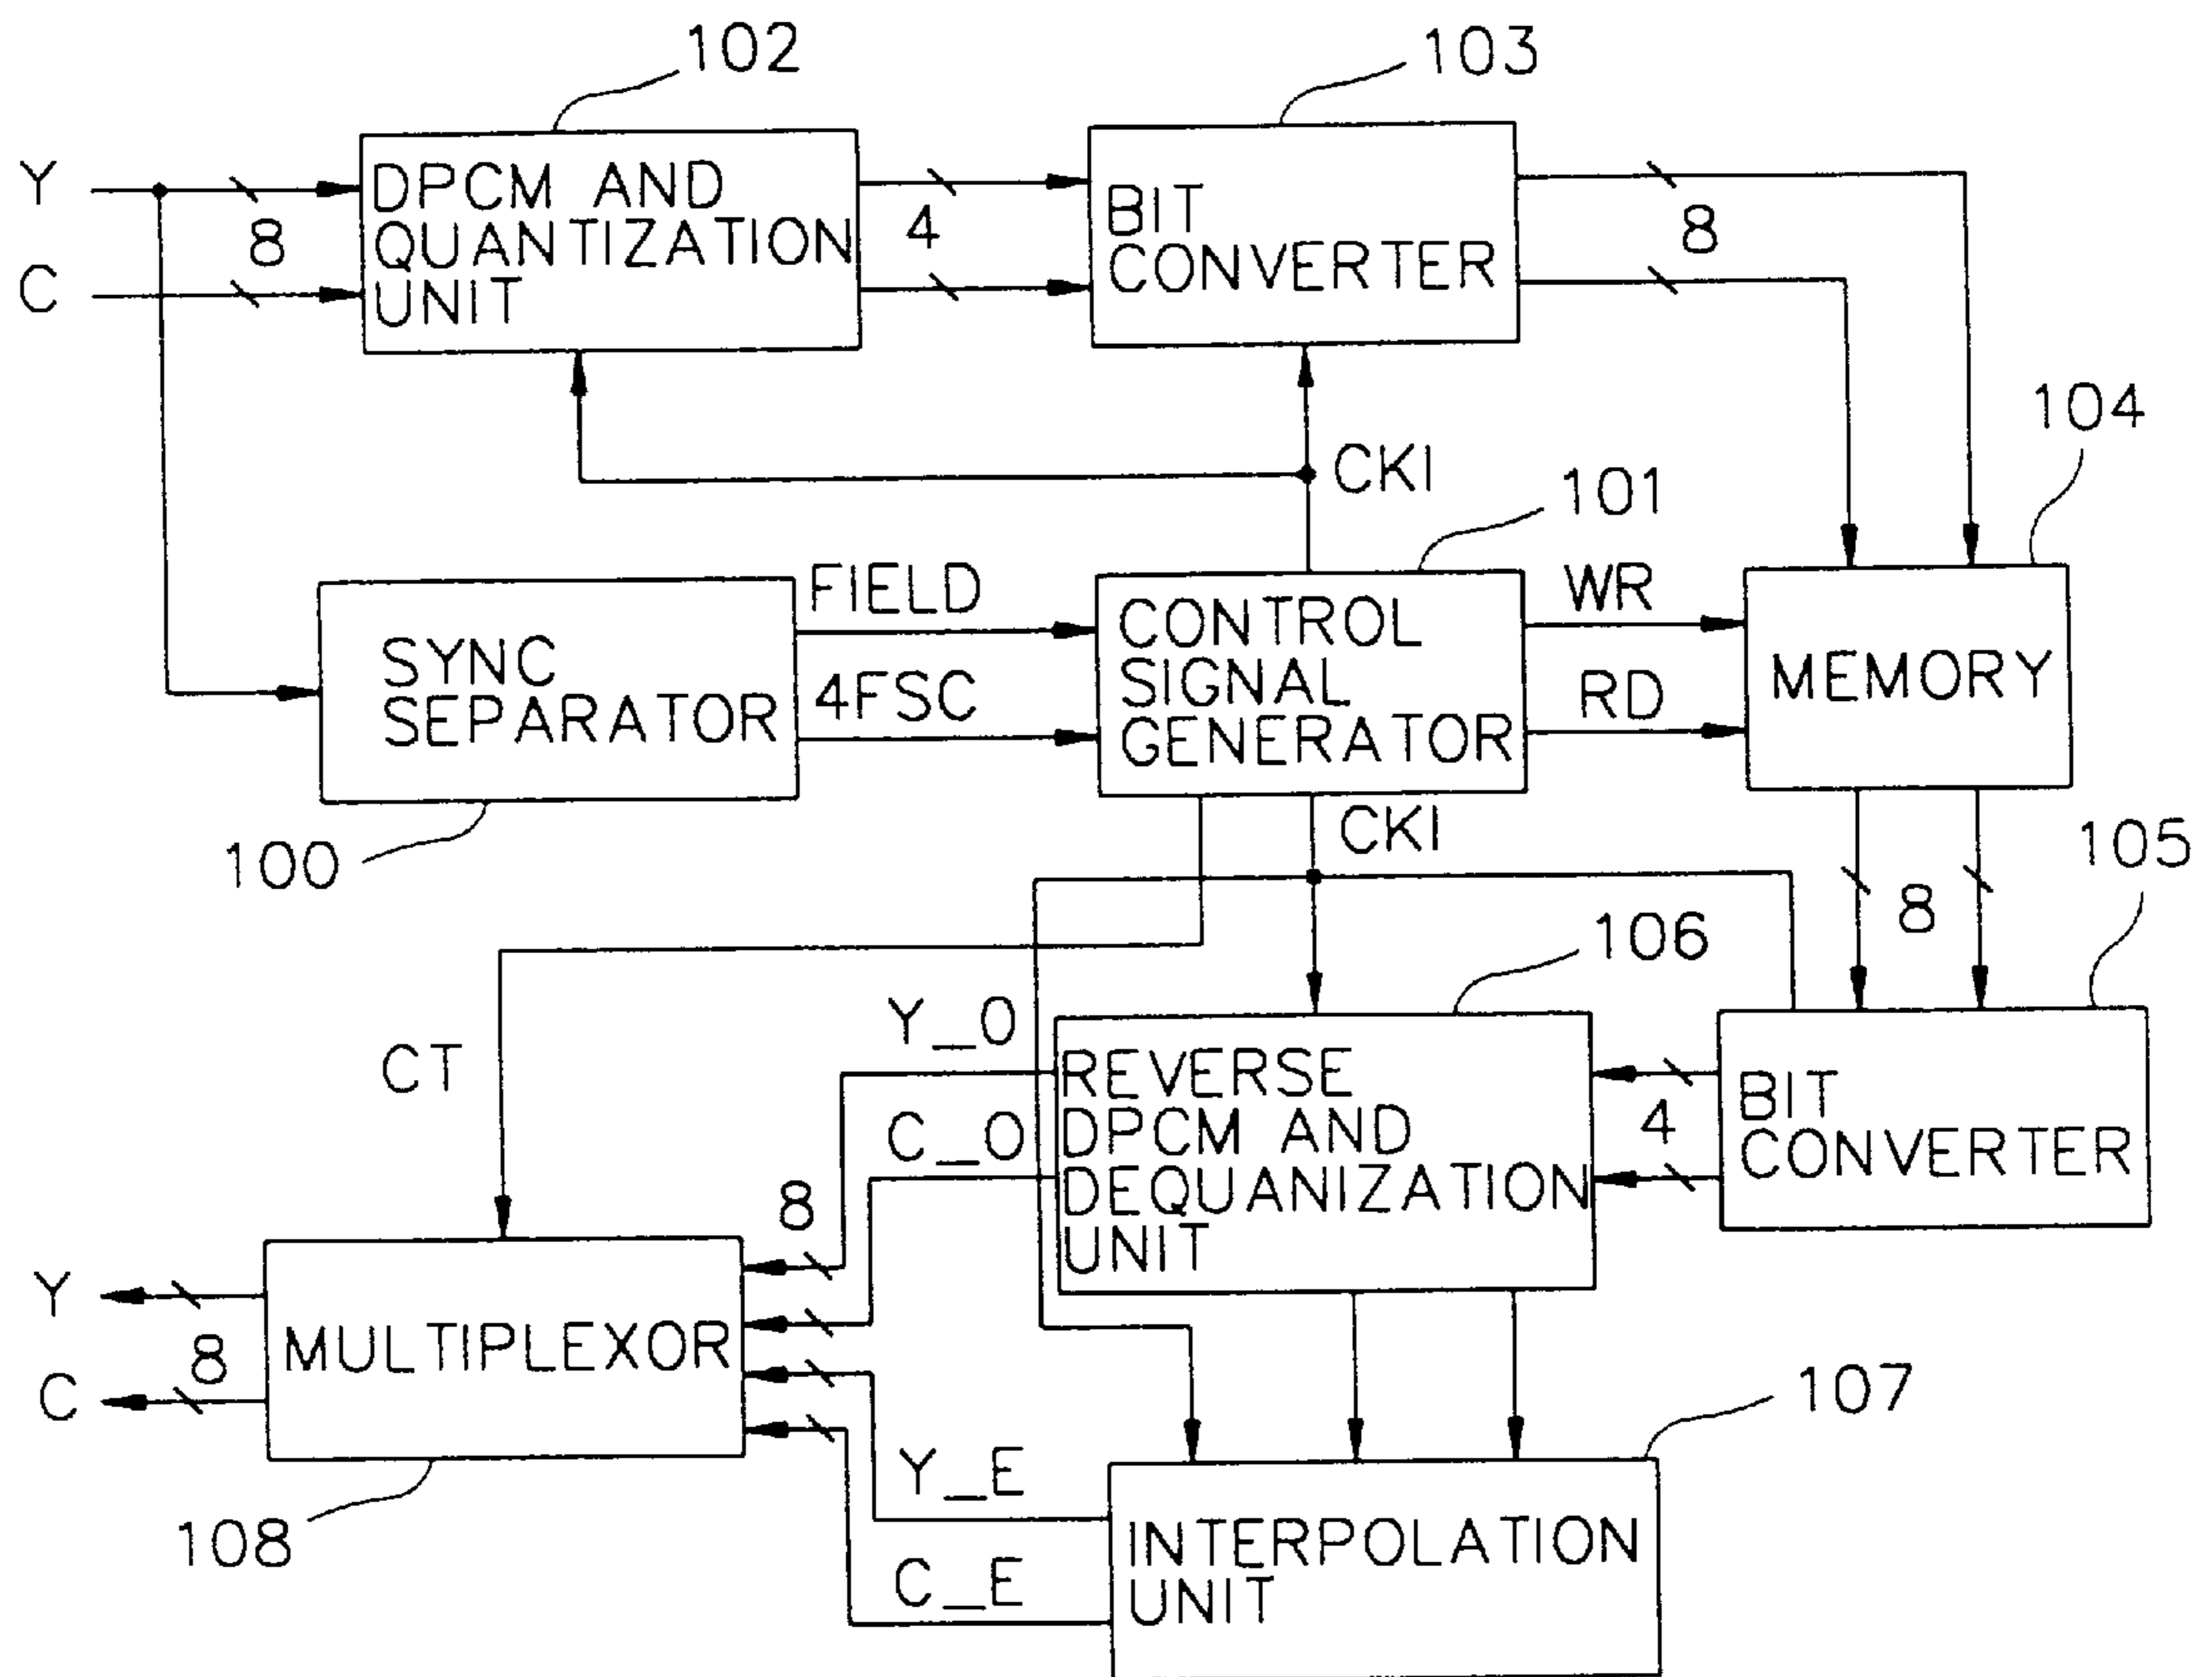 102
103
Y
8
C
DPCM AND
QUANTIZATION
UNIT
4
BIT
CONVERTER
8
104
CKI
101
SYNC
SEPARATOR
FIELD
4FSC
CONTROL
SIGNAL
GENERATOR
WR
RD
MEMORY
100
CKI
105
8
106
CT
Y_O
C_O
8
REVERSE
DPCM AND
DEQUANIZATION
UNIT
4
BIT
CONVERTER
Y
8
C
MULTIPLEXOR
107
108
Y_E
C_E
INTERPOLATION
UNIT